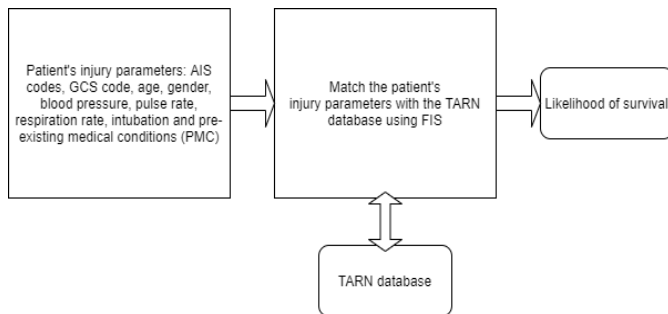 Patient's injury parameters: AIS
codes, GCS code, age, gender,
blood pressure, pulse rate,
respiration rate, intubation and pre-
existing medical conditions (PMC)
Match the patient's
injury parameters with the TARN
database using FIS
Likelihood of survival
TARN database